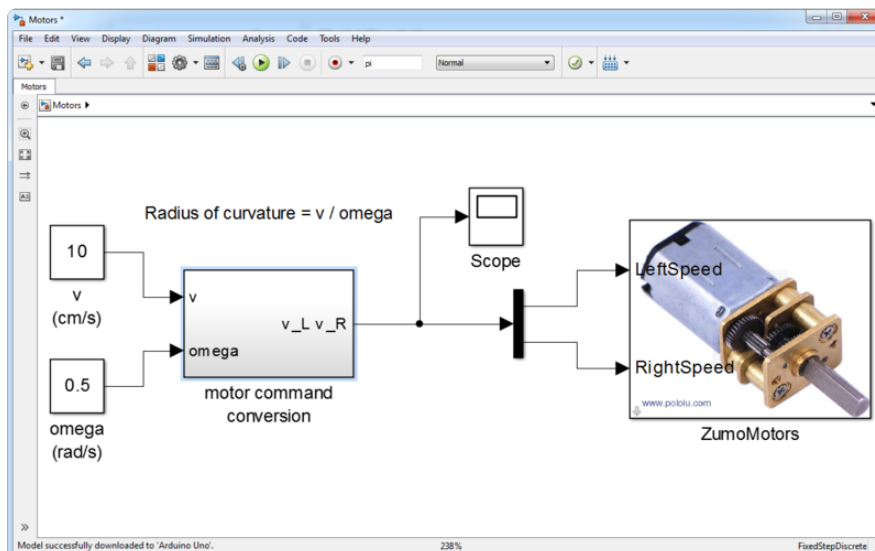 Motors *
File Edit View Display Diagram Simulation Analysis Code Tools Help
pi
Normal
Motors
Motors
Radius of curvature = v / omega
10
v
(cm/s)
0.5
omega
(rad/s)
v
omega
v_L v_R
motor command
conversion
Scope
LeftSpeed
RightSpeed
www.pololu.com
ZumoMotors
Model successfully downloaded to 'Arduino Uno'.
238%
FixedStepDiscrete